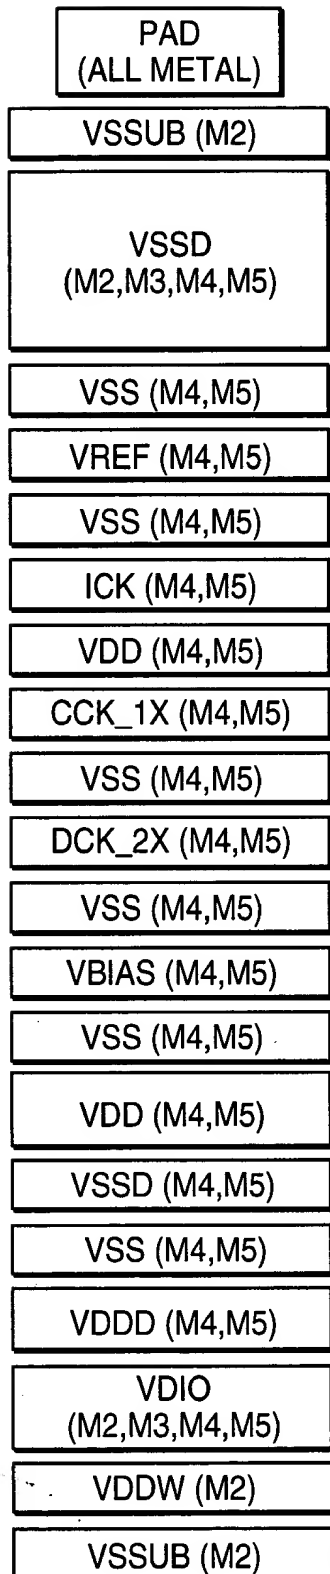 PAD
(ALL METAL)
VSSUB (M2)
VSSD
(M2,M3,M4,M5)
VSS (M4,M5)
VREF (M4,M5)
VSS (M4,M5)
ICK (M4,M5)
VDD (M4,M5)
CCK_1X (M4,M5)
VSS (M4,M5)
DCK_2X (M4,M5)
VSS (M4,M5)
VBIAS (M4,M5)
VSS (M4,M5)
VDD (M4,M5)
VSSD (M4,M5)
VSS (M4,M5)
VDDD (M4,M5)
VDIO
(M2,M3,M4,M5)
VDDW (M2)
VSSUB (M2)